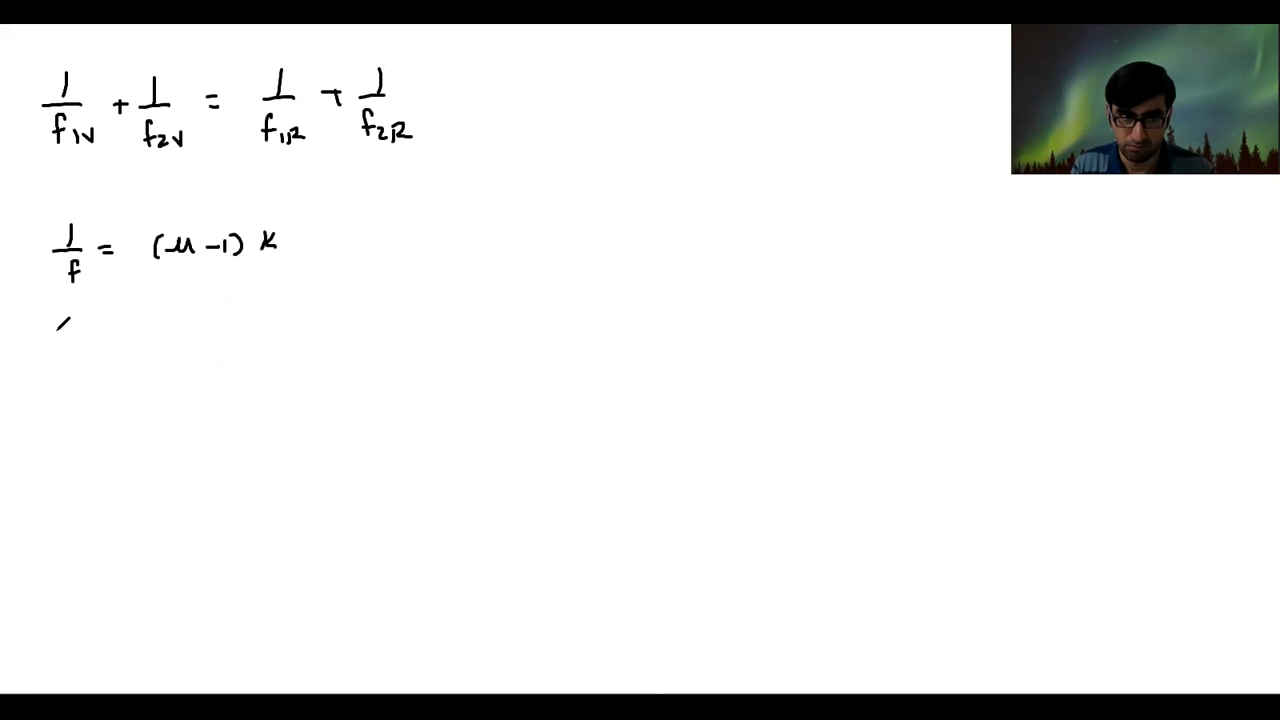 1/f1V + 1/f2V = 1/f1R + 1/f2R
1/f = (μ-1) K